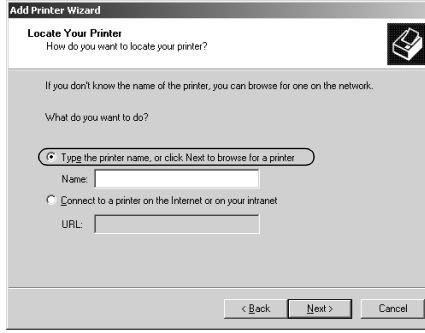 Add Printer Wizard
Locate Your Printer
How do you want to locate your printer?
If you don't know the name of the printer, you can browse for one on the network.
What do you want to do?
Type the printer name, or click Next to browse for a printer
Name:
Connect to a printer on the Internet or on your intranet
URL:
< Back Next > Cancel